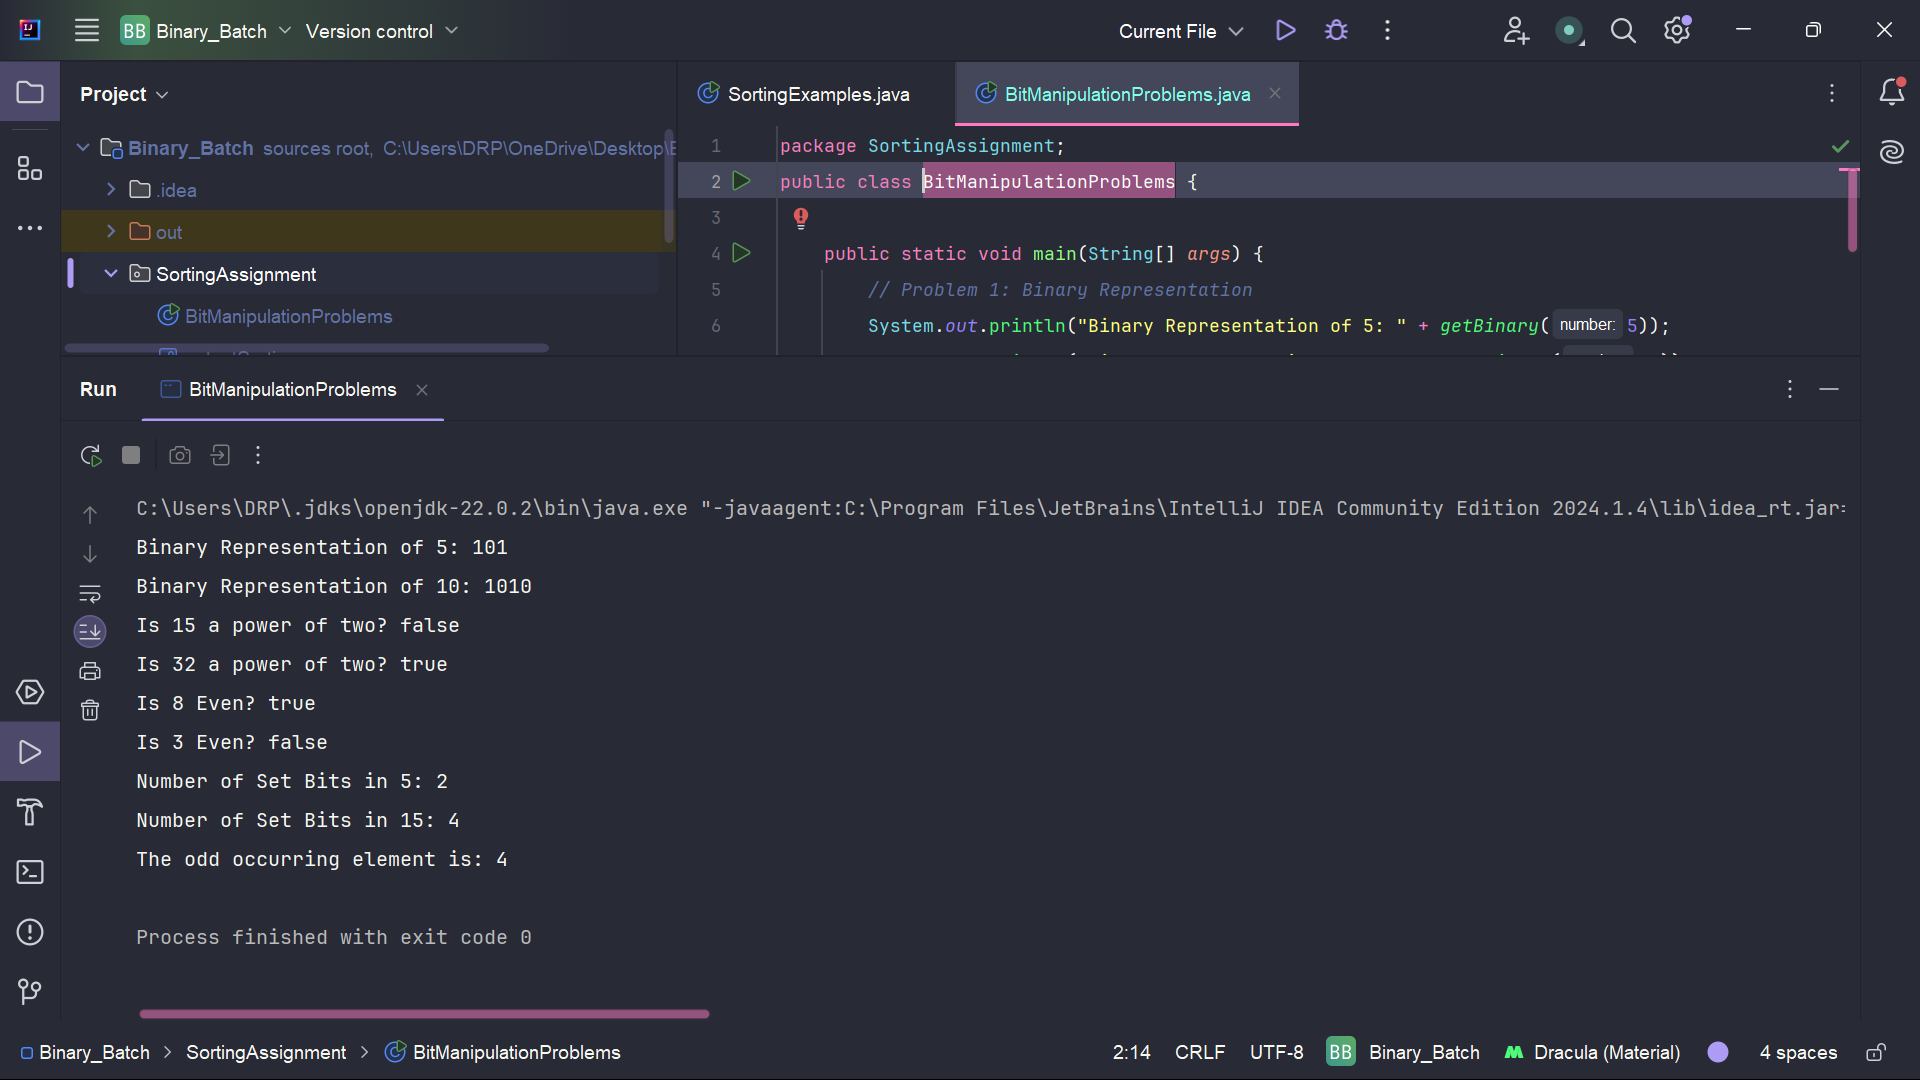 BB Binary_Batch Version control Current File
Project
SortingExamples.java BitManipulationProblems.java
Binary_Batch sources root, C:\Users\DRP\OneDrive\Desktop\
.idea
out
SortingAssignment
BitManipulationProblems
1 package SortingAssignment;
2 public class BitManipulationProblems {
3
4 public static void main(String[] args) {
5 // Problem 1: Binary Representation
6 System.out.println("Binary Representation of 5: " + getBinary( number: 5));
Run BitManipulationProblems
C:\Users\DRP\.jdks\openjdk-22.0.2\bin\java.exe "-javaagent:C:\Program Files\JetBrains\IntelliJ IDEA Community Edition 2024.1.4\lib\idea_rt.jar=
Binary Representation of 5: 101
Binary Representation of 10: 1010
Is 15 a power of two? false
Is 32 a power of two? true
Is 8 Even? true
Is 3 Even? false
Number of Set Bits in 5: 2
Number of Set Bits in 15: 4
The odd occurring element is: 4
Process finished with exit code 0
Binary_Batch > SortingAssignment > BitManipulationProblems 2:14 CRLF UTF-8 BB Binary_Batch Dracula (Material) 4 spaces